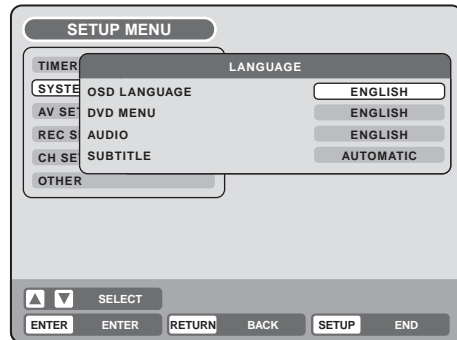 SETUP MENU
TIMER
LANGUAGE
SYSTE
OSD LANGUAGE ENGLISH
AV SET
DVD MENU ENGLISH
REC S
AUDIO ENGLISH
CH SE
SUBTITLE AUTOMATIC
OTHER
SELECT
ENTER ENTER RETURN BACK SETUP END